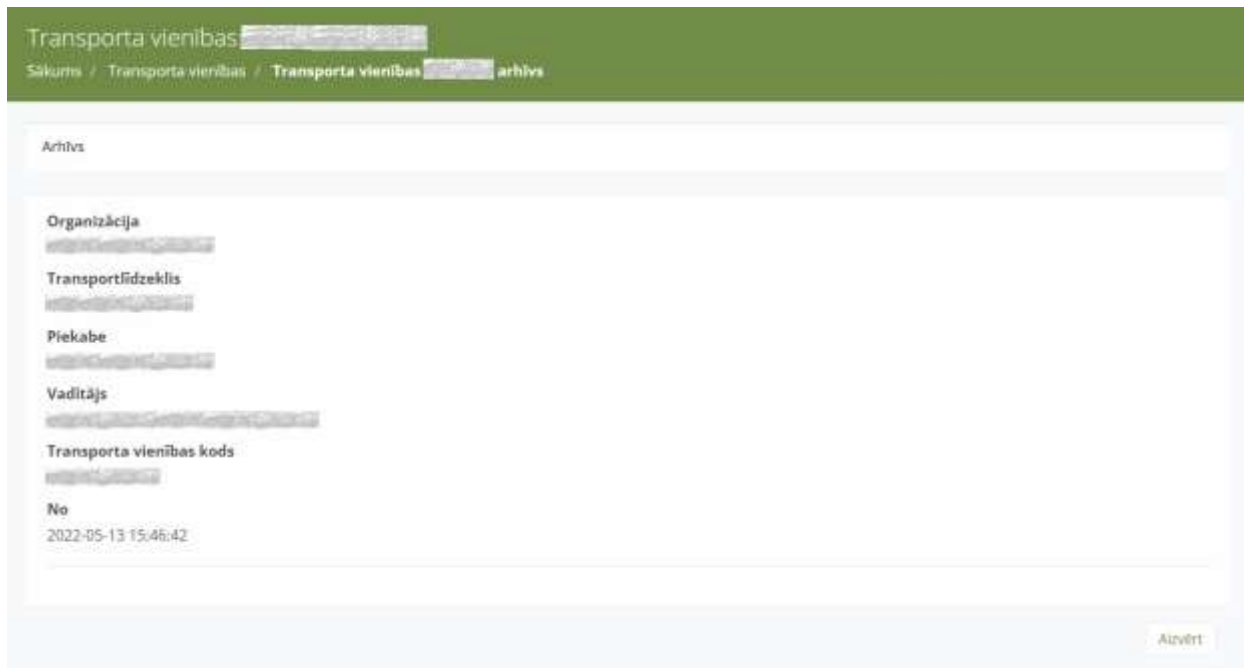 Transporta vienības
Sākums / Transporta vienības / Transporta vienības arhīvs
Arhīvs
Organizācija
Transportlīdzeklis
Piekabe
Vadītājs
Transporta vienības kods
No
2022-05-13 15:46:42
Aizvērt